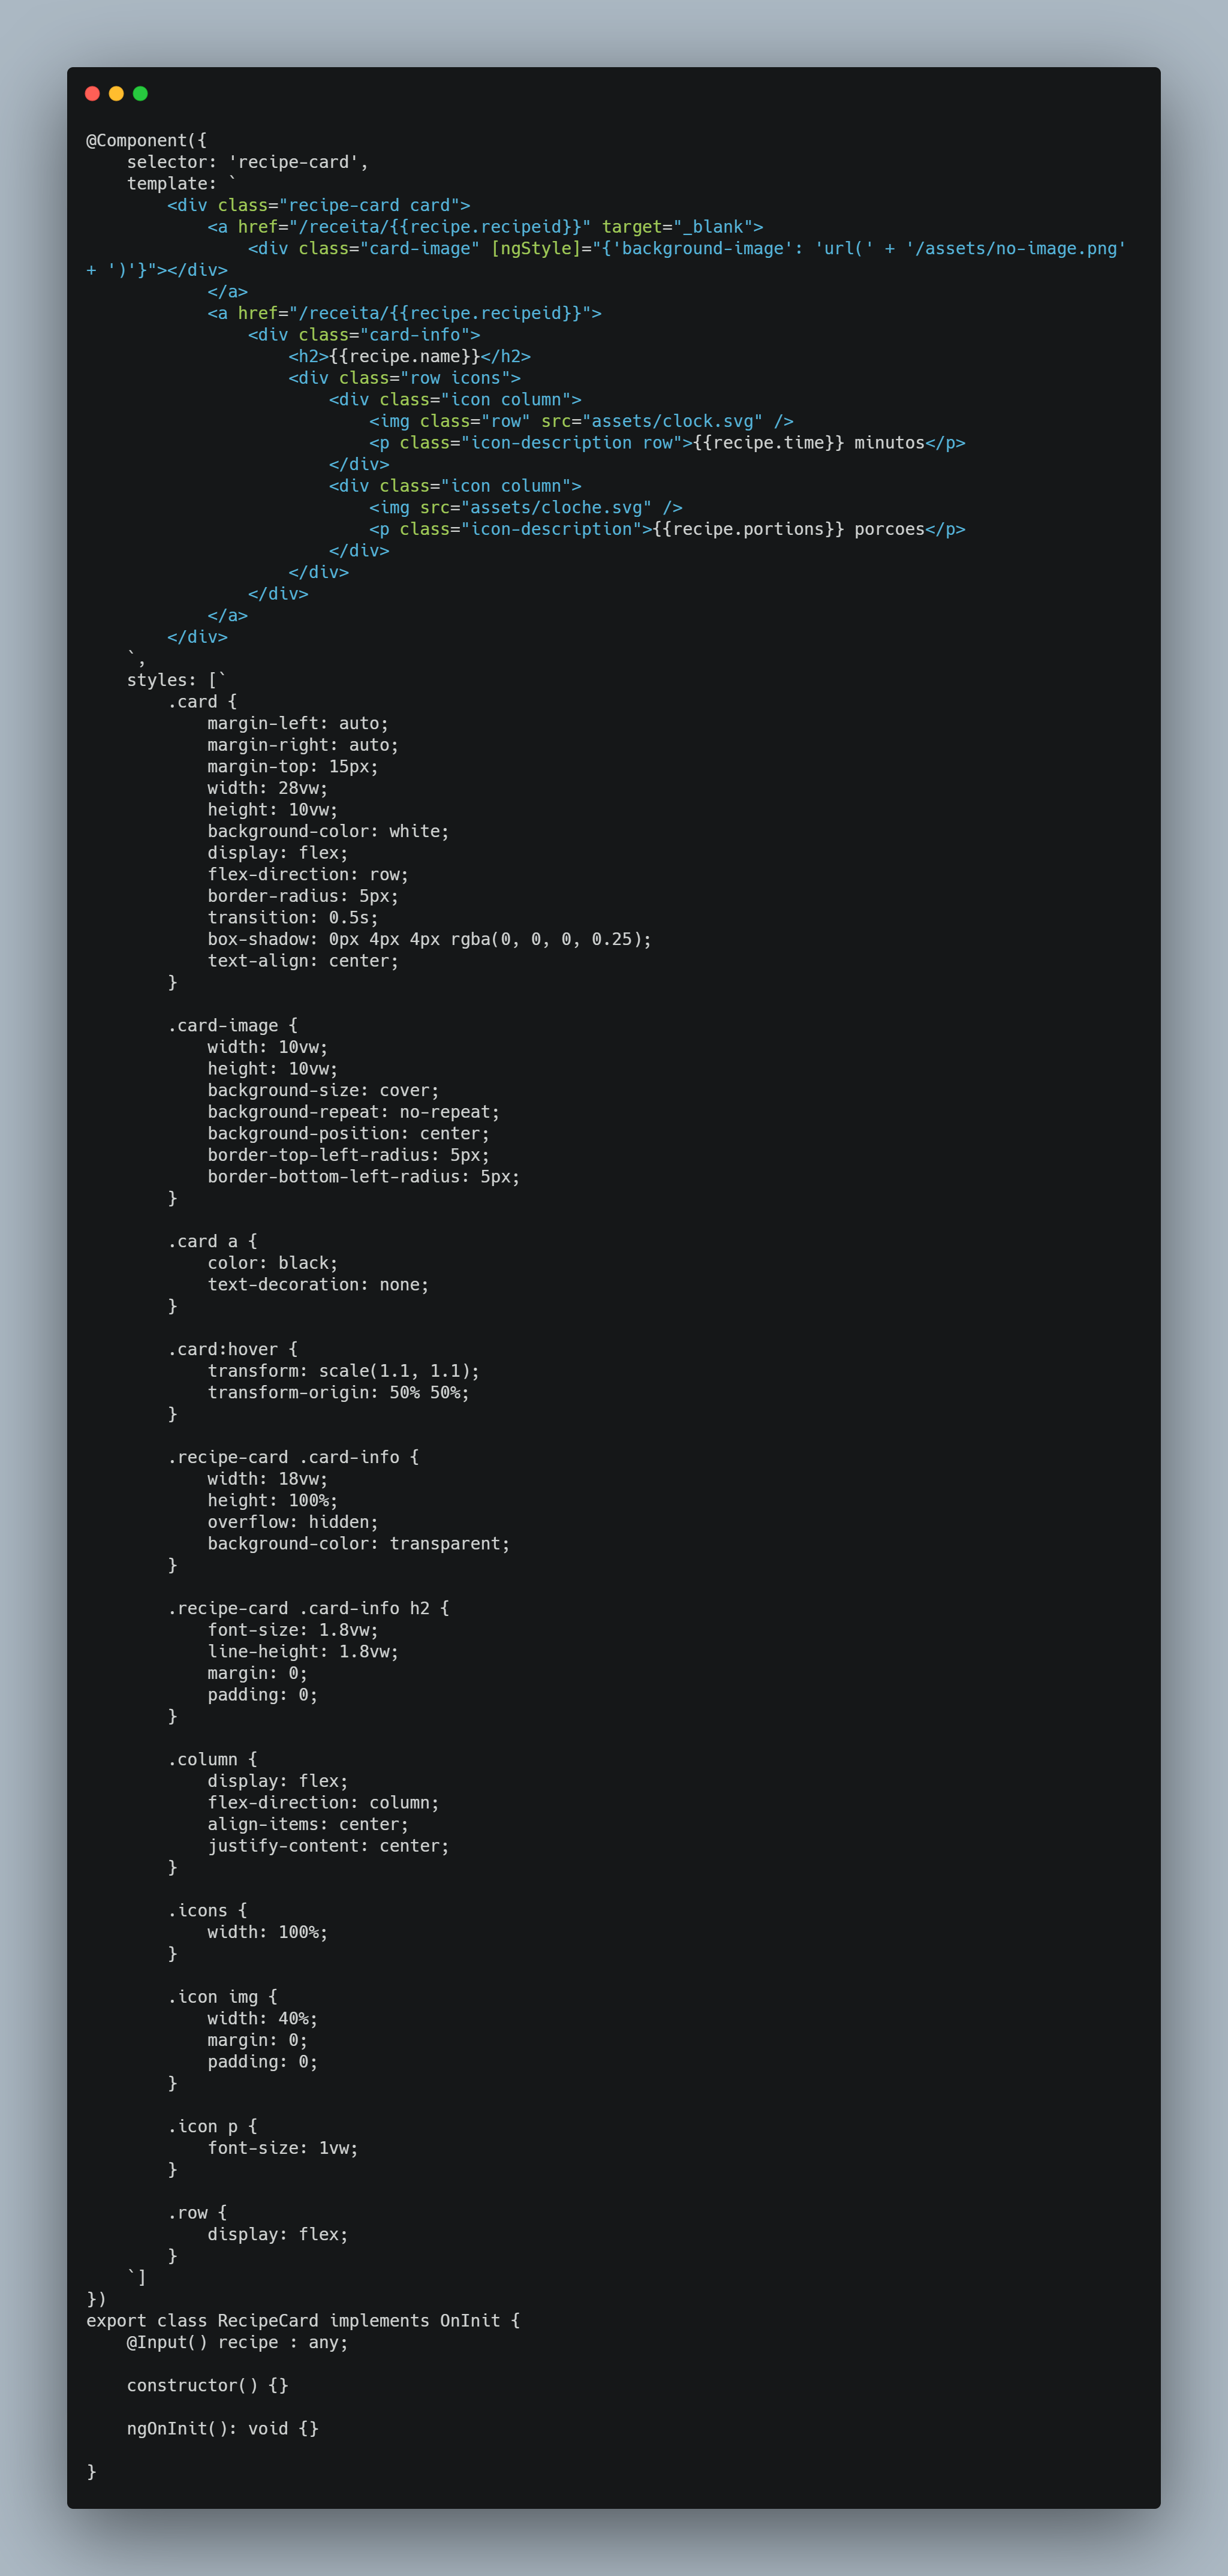 @Component({
    selector: 'recipe-card',
    template: `
        <div class="recipe-card card">
            <a href="/receita/{{recipe.recipeid}}" target="_blank">
                <div class="card-image" [ngStyle]="{'background-image': 'url(' + '/assets/no-image.png'
+ ')'}"></div>
            </a>
            <a href="/receita/{{recipe.recipeid}}">
                <div class="card-info">
                    <h2>{{recipe.name}}</h2>
                    <div class="row icons">
                        <div class="icon column">
                            <img class="row" src="assets/clock.svg" />
                            <p class="icon-description row">{{recipe.time}} minutos</p>
                        </div>
                        <div class="icon column">
                            <img src="assets/cloche.svg" />
                            <p class="icon-description">{{recipe.portions}} porcoes</p>
                        </div>
                    </div>
                </div>
            </a>
        </div>
    `,
    styles: [`
        .card {
            margin-left: auto;
            margin-right: auto;
            margin-top: 15px;
            width: 28vw;
            height: 10vw;
            background-color: white;
            display: flex;
            flex-direction: row;
            border-radius: 5px;
            transition: 0.5s;
            box-shadow: 0px 4px 4px rgba(0, 0, 0, 0.25);
            text-align: center;
        }

        .card-image {
            width: 10vw;
            height: 10vw;
            background-size: cover;
            background-repeat: no-repeat;
            background-position: center;
            border-top-left-radius: 5px;
            border-bottom-left-radius: 5px;
        }

        .card a {
            color: black;
            text-decoration: none;
        }

        .card:hover {
            transform: scale(1.1, 1.1);
            transform-origin: 50% 50%;
        }

        .recipe-card .card-info {
            width: 18vw;
            height: 100%;
            overflow: hidden;
            background-color: transparent;
        }

        .recipe-card .card-info h2 {
            font-size: 1.8vw;
            line-height: 1.8vw;
            margin: 0;
            padding: 0;
        }

        .column {
            display: flex;
            flex-direction: column;
            align-items: center;
            justify-content: center;
        }

        .icons {
            width: 100%;
        }

        .icon img {
            width: 40%;
            margin: 0;
            padding: 0;
        }

        .icon p {
            font-size: 1vw;
        }

        .row {
            display: flex;
        }
    `]
})
export class RecipeCard implements OnInit {
    @Input() recipe : any;

    constructor() {}

    ngOnInit(): void {}

}